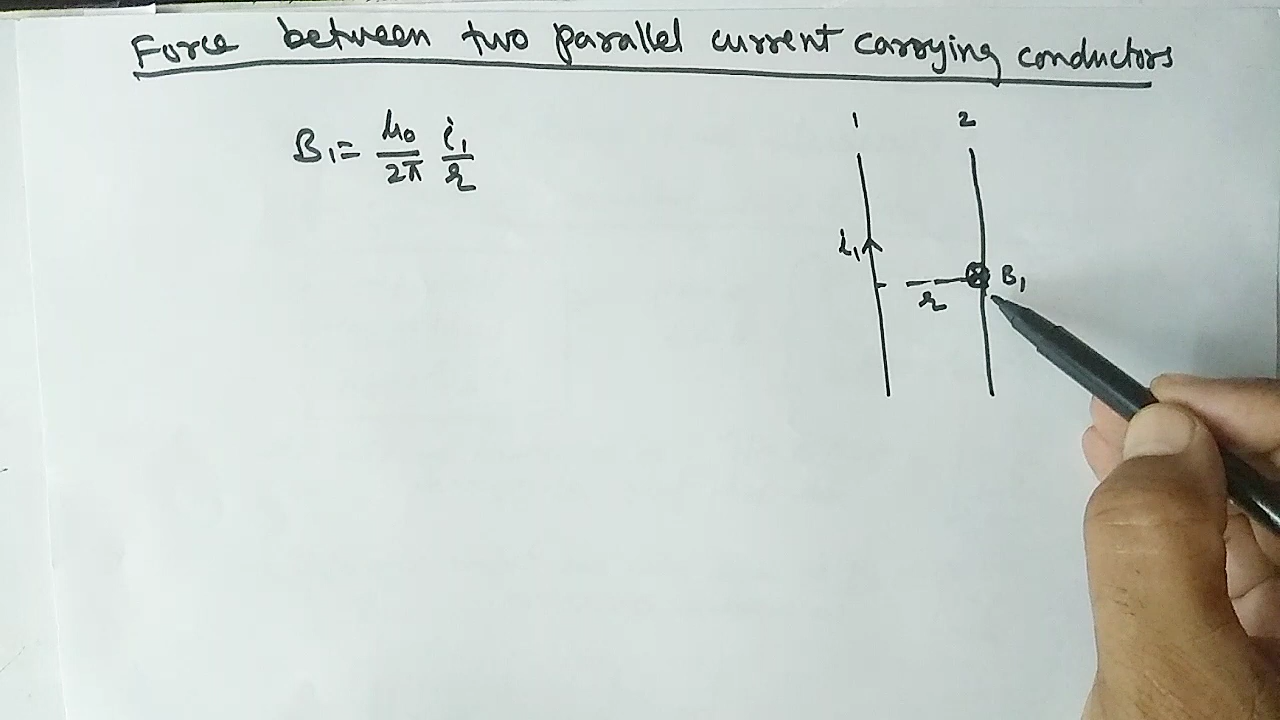 Force between two parallel current carrying conductors
B₁ = μ₀/2π i₁/r
1 2
i₁
B₁
r